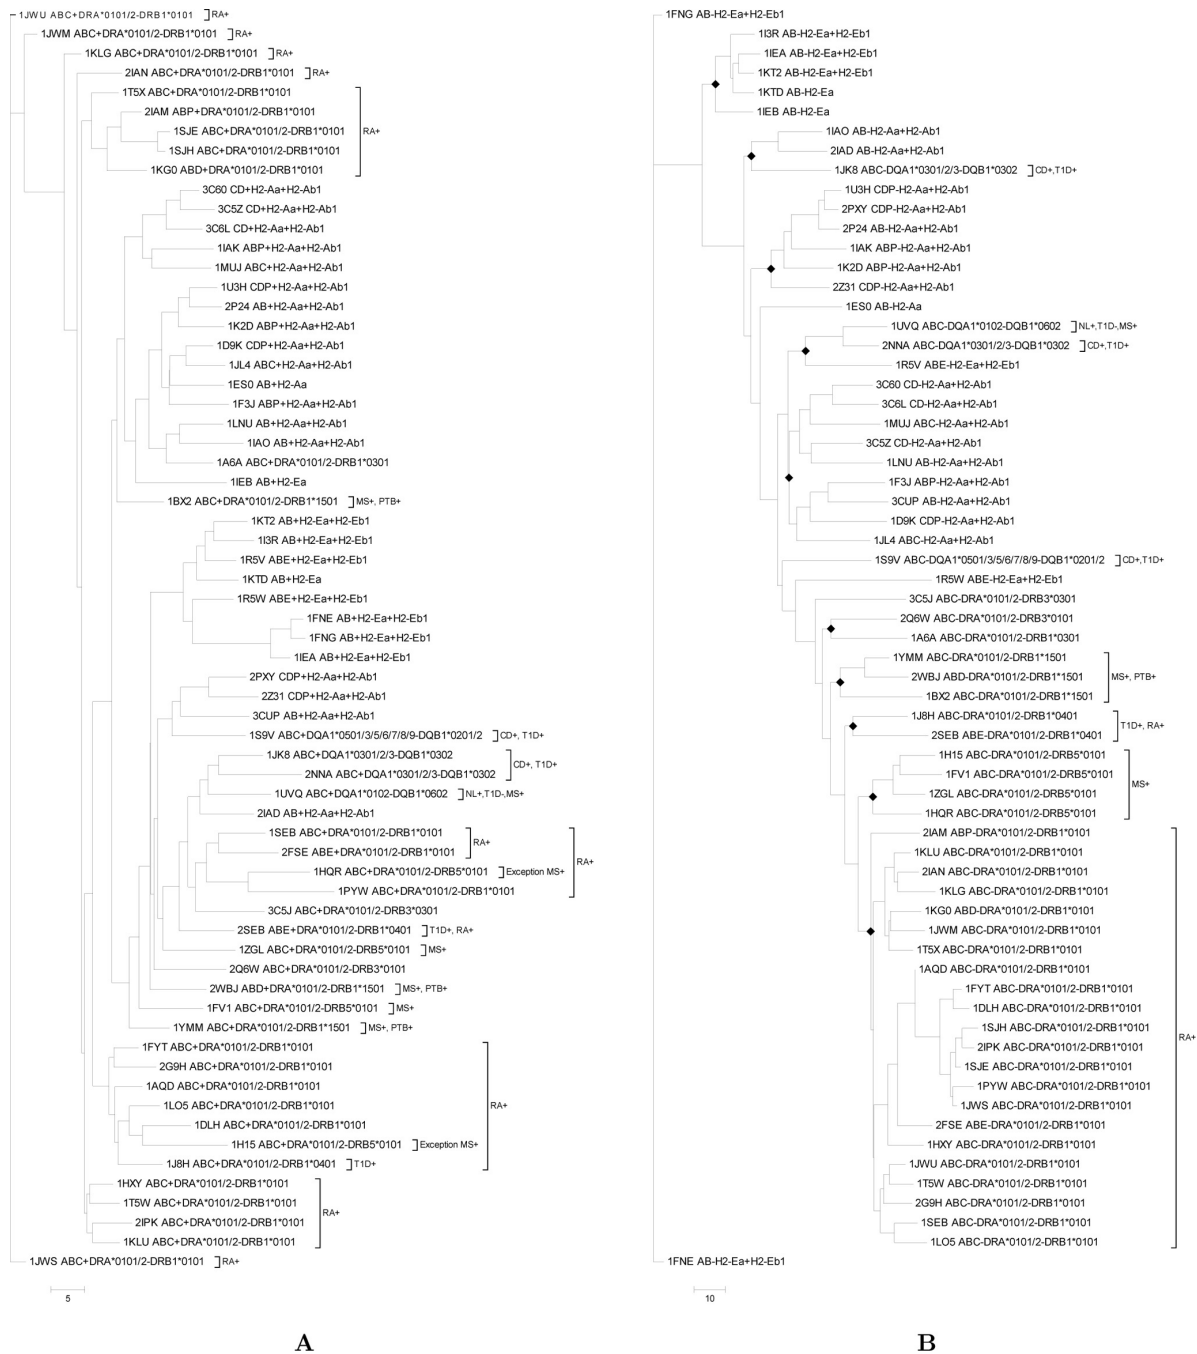 1JWU ABC+DRA*0101/2-DRB1*0101 RA+
1JWM ABC+DRA*0101/2-DRB1*0101 RA+
1KLG ABC+DRA*0101/2-DRB1*0101 RA+
2IAN ABC+DRA*0101/2-DRB1*0101 RA+
1T5X ABC+DRA*0101/2-DRB1*0101
2IAM ABP+DRA*0101/2-DRB1*0101
1SJE ABC+DRA*0101/2-DRB1*0101
RA+
1SJH ABC+DRA*0101/2-DRB1*0101
1KG0 ABD+DRA*0101/2-DRB1*0101
3C60 CD+H2-Aa+H2-Ab1
3C5Z CD+H2-Aa+H2-Ab1
3C6L CD+H2-Aa+H2-Ab1
1IAK ABP+H2-Aa+H2-Ab1
1MUJ ABC+H2-Aa+H2-Ab1
1U3H CDP+H2-Aa+H2-Ab1
2P24 AB+H2-Aa+H2-Ab1
1K2D ABP+H2-Aa+H2-Ab1
1D9K CDP+H2-Aa+H2-Ab1
1JL4 ABC+H2-Aa+H2-Ab1
1ES0 AB+H2-Aa
1F3J ABP+H2-Aa+H2-Ab1
1LNU AB+H2-Aa+H2-Ab1
1IAO AB+H2-Aa+H2-Ab1
1A6A ABC+DRA*0101/2-DRB1*0301
1IEB AB+H2-Ea
1BX2 ABC+DRA*0101/2-DRB1*1501 MS+, PTB+
1KT2 AB+H2-Ea+H2-Eb1
1I3R AB+H2-Ea+H2-Eb1
1R5V ABE+H2-Ea+H2-Eb1
1KTD AB+H2-Ea
1R5W ABE+H2-Ea+H2-Eb1
1FNE AB+H2-Ea+H2-Eb1
1FNG AB+H2-Ea+H2-Eb1
1IEA AB+H2-Ea+H2-Eb1
2PXY CDP+H2-Aa+H2-Ab1
2Z31 CDP+H2-Aa+H2-Ab1
3CUP AB+H2-Aa+H2-Ab1
1S9V ABC+DQA1*0501/3/5/6/7/8/9-DQB1*0201/2 CD+, T1D+
1JK8 ABC+DQA1*0301/2/3-DQB1*0302
CD+, T1D+
2NNA ABC+DQA1*0301/2/3-DQB1*0302
1UVQ ABC+DQA1*0102-DQB1*0602 NL+,T1D-,MS+
2IAD AB+H2-Aa+H2-Ab1
1SEB ABC+DRA*0101/2-DRB1*0101
RA+
2FSE ABE+DRA*0101/2-DRB1*0101
RA+
1HQR ABC+DRA*0101/2-DRB5*0101 Exception MS+
1PYW ABC+DRA*0101/2-DRB1*0101
3C5J ABC+DRA*0101/2-DRB3*0301
2SEB ABE+DRA*0101/2-DRB1*0401 T1D+, RA+
1ZGL ABC+DRA*0101/2-DRB5*0101 MS+
2Q6W ABC+DRA*0101/2-DRB3*0101
2WBJ ABD+DRA*0101/2-DRB1*1501 MS+, PTB+
1FV1 ABC+DRA*0101/2-DRB5*0101 MS+
1YMM ABC+DRA*0101/2-DRB1*1501 MS+, PTB+
1FYT ABC+DRA*0101/2-DRB1*0101
2G9H ABC+DRA*0101/2-DRB1*0101
1AQD ABC+DRA*0101/2-DRB1*0101
1LO5 ABC+DRA*0101/2-DRB1*0101
RA+
1DLH ABC+DRA*0101/2-DRB1*0101
1H15 ABC+DRA*0101/2-DRB5*0101 Exception MS+
1J8H ABC+DRA*0101/2-DRB1*0401 T1D+
1HXY ABC+DRA*0101/2-DRB1*0101
1T5W ABC+DRA*0101/2-DRB1*0101
RA+
2IPK ABC+DRA*0101/2-DRB1*0101
1KLU ABC+DRA*0101/2-DRB1*0101
1JWS ABC+DRA*0101/2-DRB1*0101 RA+
5
A
1FNG AB-H2-Ea+H2-Eb1
1I3R AB-H2-Ea+H2-Eb1
1IEA AB-H2-Ea+H2-Eb1
1KT2 AB-H2-Ea+H2-Eb1
1KTD AB-H2-Ea
1IEB AB-H2-Ea
1IAO AB-H2-Aa+H2-Ab1
2IAD AB-H2-Aa+H2-Ab1
1JK8 ABC-DQA1*0301/2/3-DQB1*0302 CD+,T1D+
1U3H CDP-H2-Aa+H2-Ab1
2PXY CDP-H2-Aa+H2-Ab1
2P24 AB-H2-Aa+H2-Ab1
1IAK ABP-H2-Aa+H2-Ab1
1K2D ABP-H2-Aa+H2-Ab1
2Z31 CDP-H2-Aa+H2-Ab1
1ES0 AB-H2-Aa
1UVQ ABC-DQA1*0102-DQB1*0602 NL+,T1D-,MS+
2NNA ABC-DQA1*0301/2/3-DQB1*0302 CD+,T1D+
1R5V ABE-H2-Ea+H2-Eb1
3C60 CD-H2-Aa+H2-Ab1
3C6L CD-H2-Aa+H2-Ab1
1MUJ ABC-H2-Aa+H2-Ab1
3C5Z CD-H2-Aa+H2-Ab1
1LNU AB-H2-Aa+H2-Ab1
1F3J ABP-H2-Aa+H2-Ab1
3CUP AB-H2-Aa+H2-Ab1
1D9K CDP-H2-Aa+H2-Ab1
1JL4 ABC-H2-Aa+H2-Ab1
1S9V ABC-DQA1*0501/3/5/6/7/8/9-DQB1*0201/2 CD+,T1D+
1R5W ABE-H2-Ea+H2-Eb1
3C5J ABC-DRA*0101/2-DRB3*0301
2Q6W ABC-DRA*0101/2-DRB3*0101
1A6A ABC-DRA*0101/2-DRB1*0301
1YMM ABC-DRA*0101/2-DRB1*1501
2WBJ ABD-DRA*0101/2-DRB1*1501 MS+, PTB+
1BX2 ABC-DRA*0101/2-DRB1*1501
1J8H ABC-DRA*0101/2-DRB1*0401
T1D+, RA+
2SEB ABE-DRA*0101/2-DRB1*0401
1H15 ABC-DRA*0101/2-DRB5*0101
1FV1 ABC-DRA*0101/2-DRB5*0101
MS+
1ZGL ABC-DRA*0101/2-DRB5*0101
1HQR ABC-DRA*0101/2-DRB5*0101
2IAM ABP-DRA*0101/2-DRB1*0101
1KLU ABC-DRA*0101/2-DRB1*0101
2IAN ABC-DRA*0101/2-DRB1*0101
1KLG ABC-DRA*0101/2-DRB1*0101
1KG0 ABD-DRA*0101/2-DRB1*0101
1JWM ABC-DRA*0101/2-DRB1*0101
1T5X ABC-DRA*0101/2-DRB1*0101
1AQD ABC-DRA*0101/2-DRB1*0101
1FYT ABC-DRA*0101/2-DRB1*0101
1DLH ABC-DRA*0101/2-DRB1*0101
1SJH ABC-DRA*0101/2-DRB1*0101
RA+
2IPK ABC-DRA*0101/2-DRB1*0101
1SJE ABC-DRA*0101/2-DRB1*0101
1PYW ABC-DRA*0101/2-DRB1*0101
1JWS ABC-DRA*0101/2-DRB1*0101
2FSE ABE-DRA*0101/2-DRB1*0101
1HXY ABC-DRA*0101/2-DRB1*0101
1JWU ABC-DRA*0101/2-DRB1*0101
1T5W ABC-DRA*0101/2-DRB1*0101
2G9H ABC-DRA*0101/2-DRB1*0101
1SEB ABC-DRA*0101/2-DRB1*0101
1LO5 ABC-DRA*0101/2-DRB1*0101
1FNE AB-H2-Ea+H2-Eb1
10
B